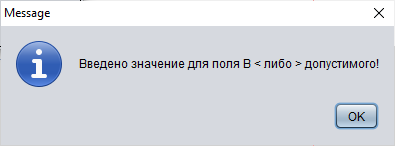 Message
Введено значение для поля B < либо > допустимого!
OK